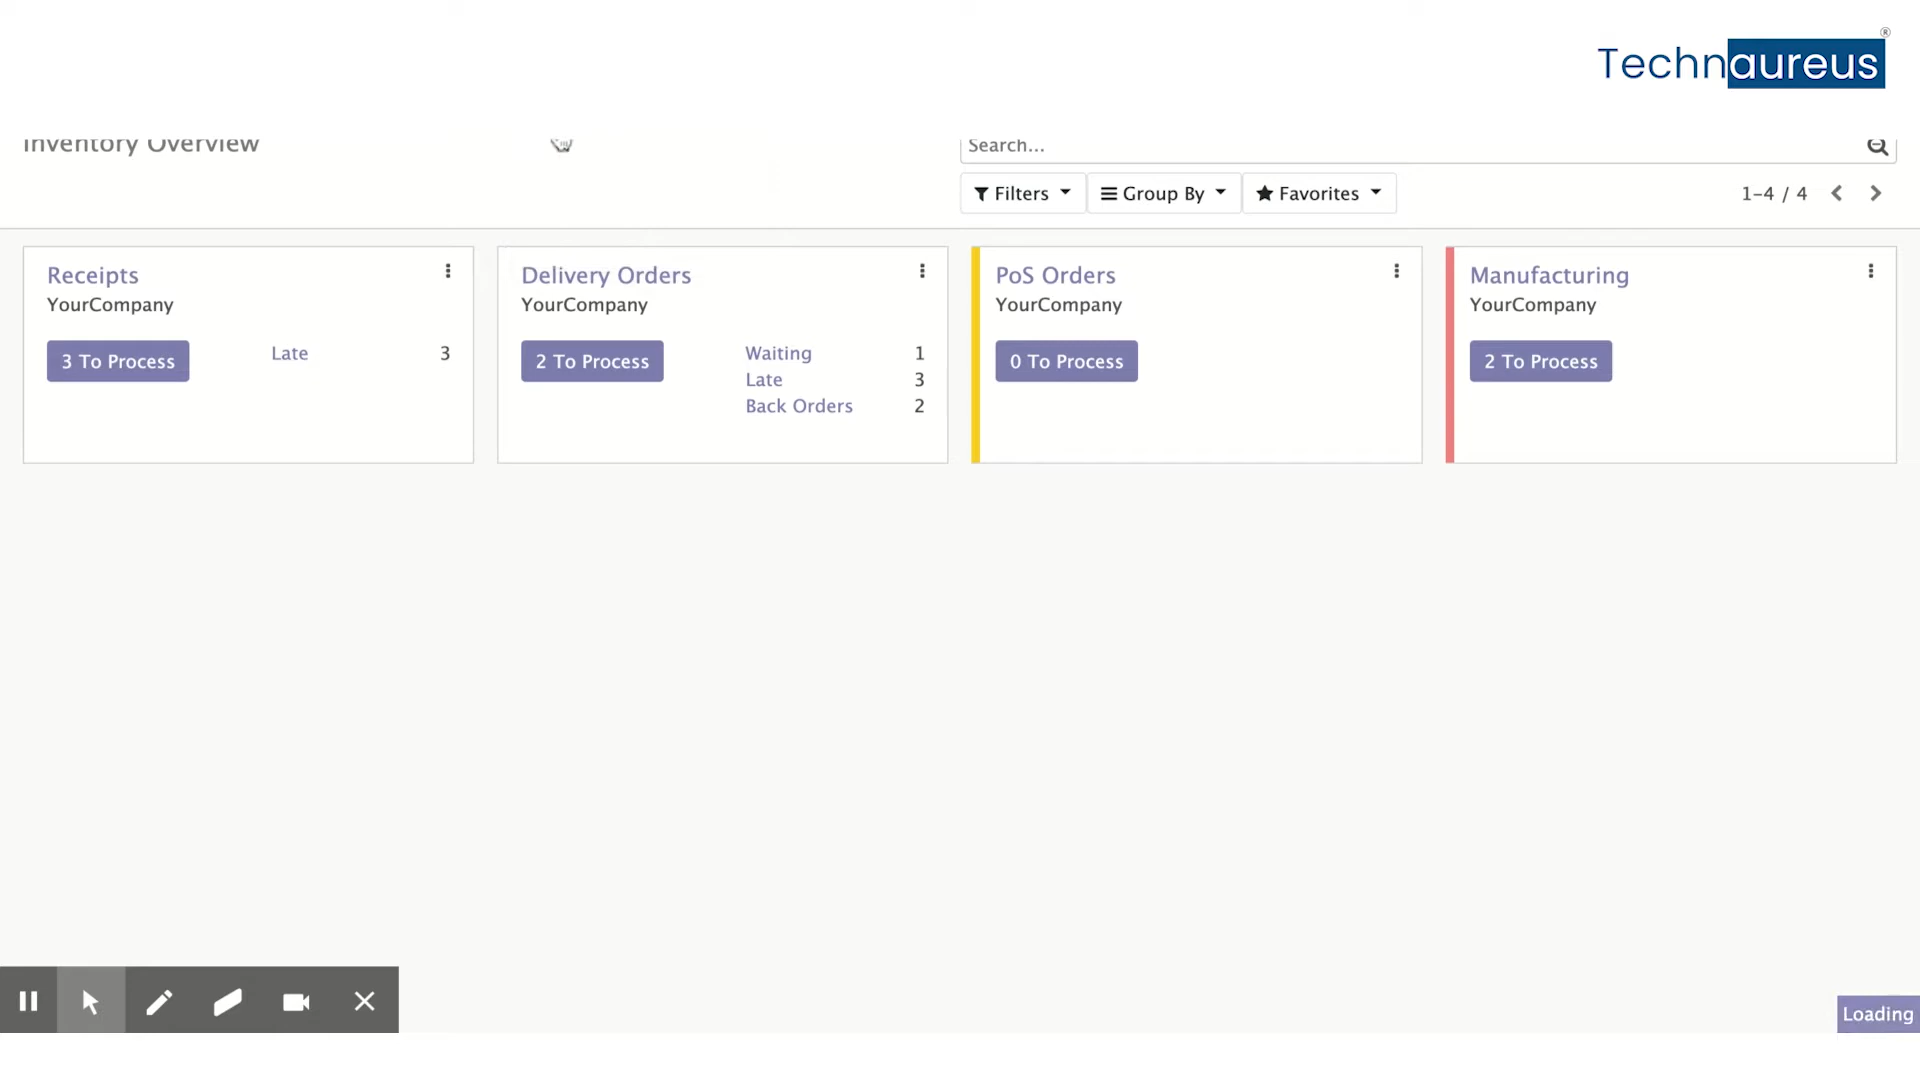 Technaureus®
Inventory Overview
Search...
Filters
Group By
Favorites
1-4 / 4
Receipts
YourCompany
3 To Process
Late 3
Delivery Orders
YourCompany
2 To Process
Waiting 1
Late 3
Back Orders 2
PoS Orders
YourCompany
0 To Process
Manufacturing
YourCompany
2 To Process
Loading